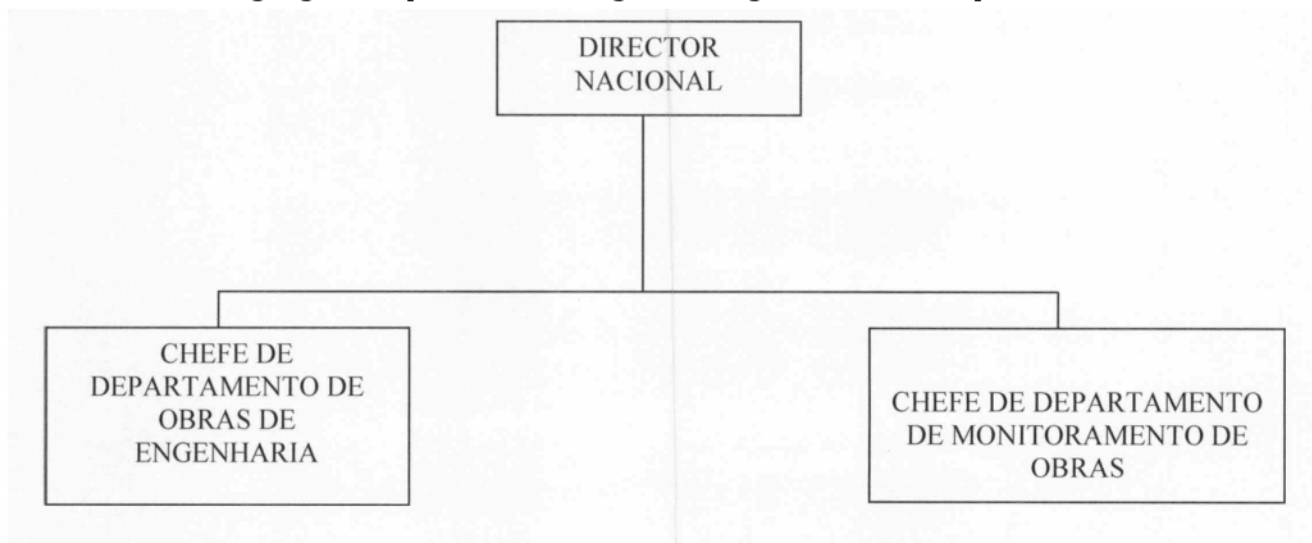 DIRECTOR
NACIONAL
CHEFE DE
DEPARTAMENTO DE
OBRAS DE
ENGENHARIA
CHEFE DE DEPARTAMENTO
DE MONITORAMENTO DE
OBRAS